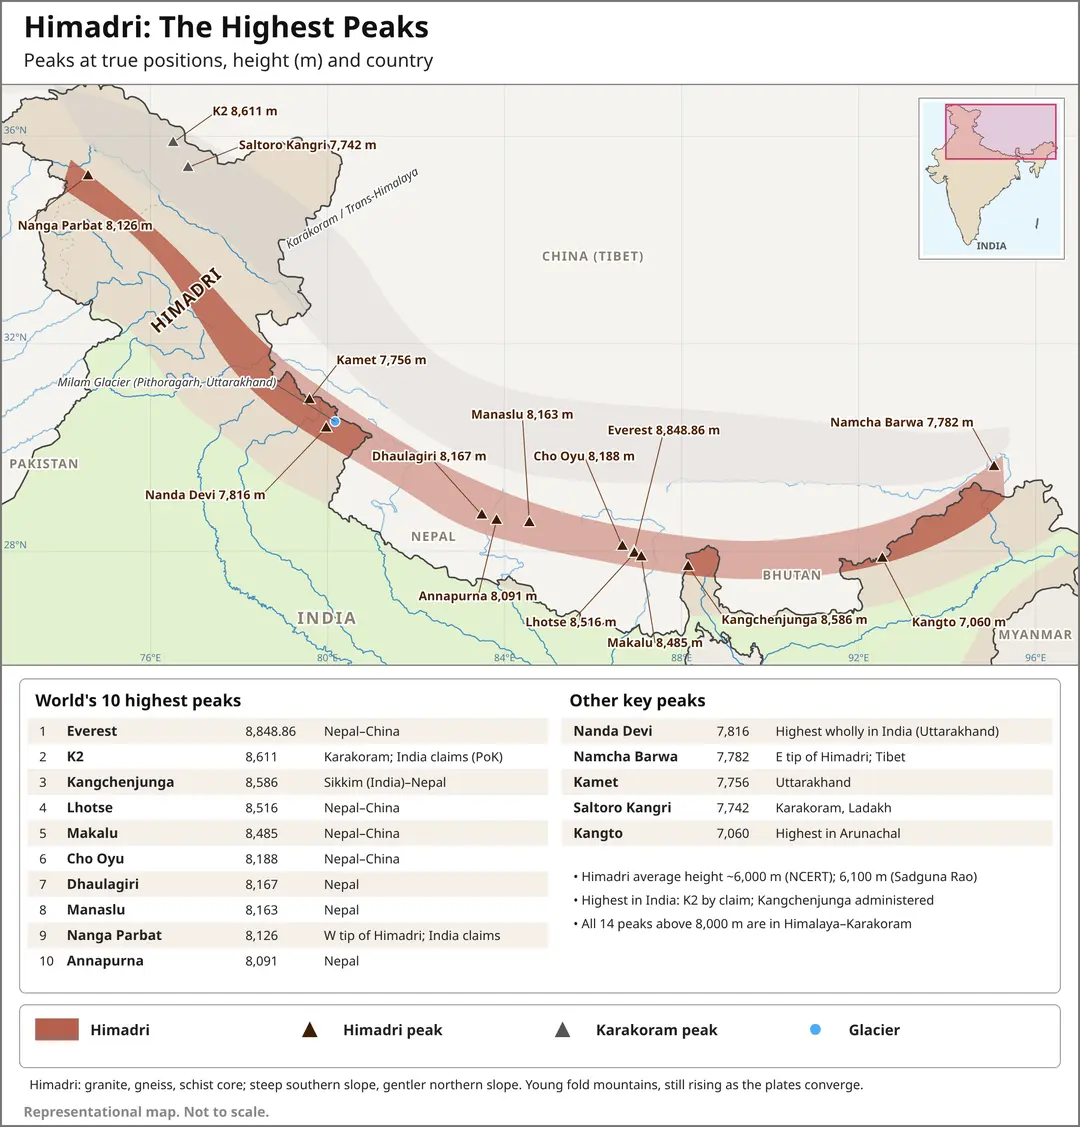 Himadri: The Highest Peaks
Peaks at true positions, height (m) and country
36°N
K2 8,611 m
Saltoro Kangri 7,742 m
Karakoram / Trans-Himalaya
Nanga Parbat 8,126 m
CHINA (TIBET)
INDIA
HIMADRI
32°N
Kamet 7,756 m
Milam Glacier (Pithoragarh, Uttarakhand)
Manaslu 8,163 m
Namcha Barwa 7,782 m
Everest 8,848.86 m
Dhaulagiri 8,167 m
Cho Oyu 8,188 m
PAKISTAN
Nanda Devi 7,816 m
NEPAL
28°N
BHUTAN
Annapurna 8,091 m
INDIA
Lhotse 8,516 m
Kangchenjunga 8,586 m
Kangto 7,060 m
MYANMAR
Makalu 8,485 m
76°E
80°E
84°E
88°E
92°E
96°E
World's 10 highest peaks
1 Everest 8,848.86 Nepal–China
2 K2 8,611 Karakoram; India claims (PoK)
3 Kangchenjunga 8,586 Sikkim (India)–Nepal
4 Lhotse 8,516 Nepal–China
5 Makalu 8,485 Nepal–China
6 Cho Oyu 8,188 Nepal–China
7 Dhaulagiri 8,167 Nepal
8 Manaslu 8,163 Nepal
9 Nanga Parbat 8,126 W tip of Himadri; India claims
10 Annapurna 8,091 Nepal
Other key peaks
Nanda Devi 7,816 Highest wholly in India (Uttarakhand)
Namcha Barwa 7,782 E tip of Himadri; Tibet
Kamet 7,756 Uttarakhand
Saltoro Kangri 7,742 Karakoram, Ladakh
Kangto 7,060 Highest in Arunachal
• Himadri average height ~6,000 m (NCERT); 6,100 m (Sadguna Rao)
• Highest in India: K2 by claim; Kangchenjunga administered
• All 14 peaks above 8,000 m are in Himalaya–Karakoram
Himadri
Himadri peak
Karakoram peak
Glacier
Himadri: granite, gneiss, schist core; steep southern slope, gentler northern slope. Young fold mountains, still rising as the plates converge.
Representational map. Not to scale.